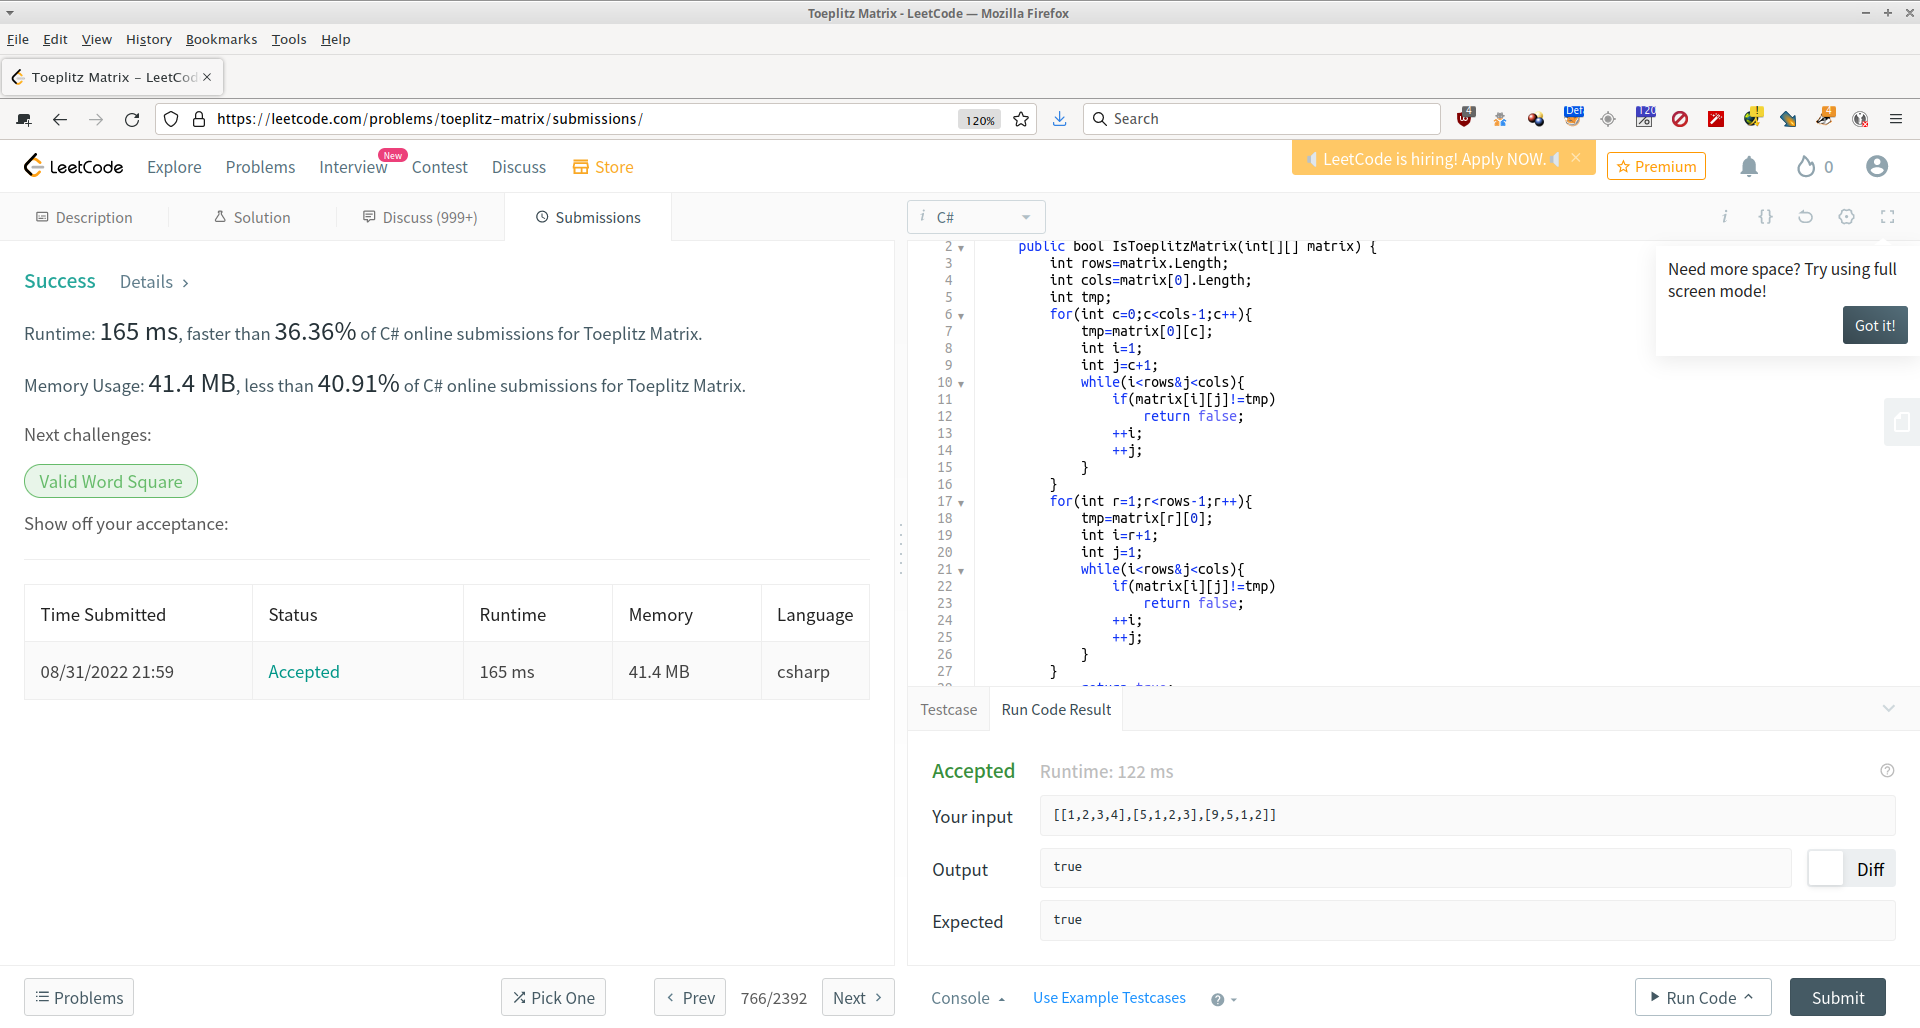 Toeplitz Matrix - LeetCode — Mozilla Firefox
File Edit View History Bookmarks Tools Help
Toeplitz Matrix – LeetCod
https://leetcode.com/problems/toeplitz-matrix/submissions/
120%
Search
4
Def
120
4
LeetCode
Explore
Problems
Interview
New
Contest
Discuss
Store
LeetCode is hiring! Apply NOW.
Premium
0
Description
Solution
Discuss (999+)
Submissions
Success
Details
Runtime: 165 ms, faster than 36.36% of C# online submissions for Toeplitz Matrix.
Memory Usage: 41.4 MB, less than 40.91% of C# online submissions for Toeplitz Matrix.
Next challenges:
Valid Word Square
Show off your acceptance:
Time Submitted Status Runtime Memory Language
08/31/2022 21:59 Accepted 165 ms 41.4 MB csharp
i C#
i {}
Need more space? Try using full
screen mode!
Got it!
2 public bool IsToeplitzMatrix(int[][] matrix) {
3 int rows=matrix.Length;
4 int cols=matrix[0].Length;
5 int tmp;
6 for(int c=0;c<cols-1;c++){
7 tmp=matrix[0][c];
8 int i=1;
9 int j=c+1;
10 while(i<rows&j<cols){
11 if(matrix[i][j]!=tmp)
12 return false;
13 ++i;
14 ++j;
15 }
16 }
17 for(int r=1;r<rows-1;r++){
18 tmp=matrix[r][0];
19 int i=r+1;
20 int j=1;
21 while(i<rows&j<cols){
22 if(matrix[i][j]!=tmp)
23 return false;
24 ++i;
25 ++j;
26 }
27 }
Testcase
Run Code Result
Accepted
Runtime: 122 ms
Your input
[[1,2,3,4],[5,1,2,3],[9,5,1,2]]
Output
true
Diff
Expected
true
Problems
Pick One
Prev
766/2392
Next
Console
Use Example Testcases
Run Code
Submit